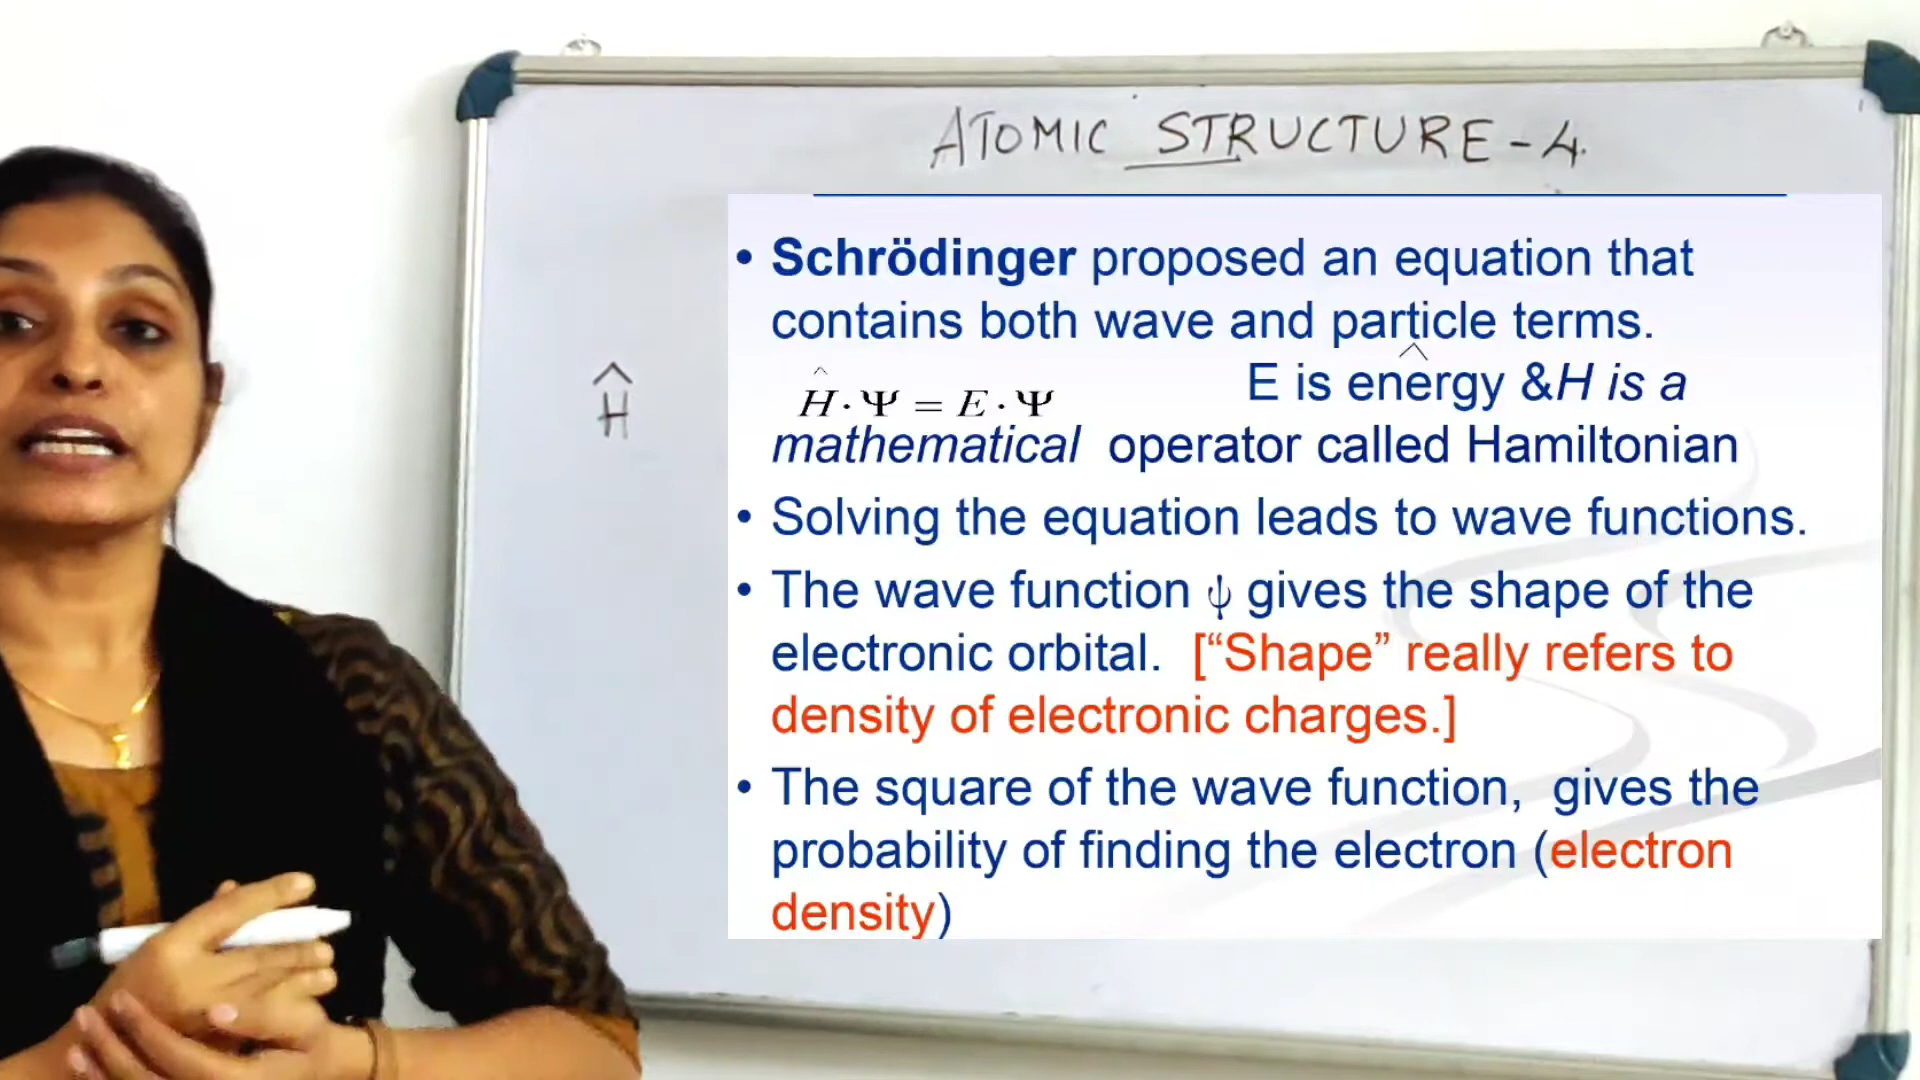 ATOMIC STRUCTURE - 4.
Ĥ
• Schrödinger proposed an equation that
contains both wave and particle terms.
Ĥ · Ψ = E · Ψ E is energy &H is a
mathematical operator called Hamiltonian
• Solving the equation leads to wave functions.
• The wave function ψ gives the shape of the
electronic orbital. [“Shape” really refers to
density of electronic charges.]
• The square of the wave function, gives the
probability of finding the electron (electron
density)